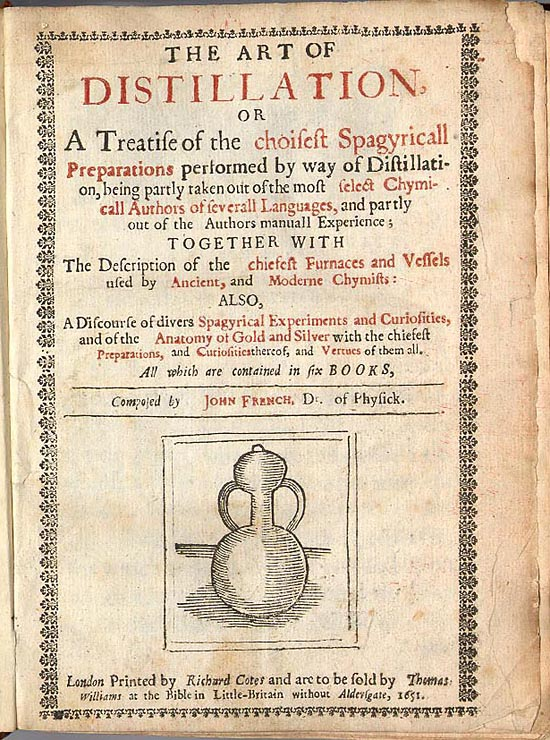 THE ART OF
DISTILLATION,
OR
A Treatiſe of the choiſeſt Spagyricall
Preparations performed by way of Diſtillati-
on, being partly taken out of the moſt ſelect Chymi-
call Authors of ſeverall Languages, and partly
out of the Authors manuall Experience;
TOGETHER WITH
The Deſcription of the chiefeſt Furnaces and Veſſels
uſed by Ancient, and Moderne Chymiſts:
ALSO,
A Diſcourſe of divers Spagyrical Experiments and Curioſities,
and of the Anatomy of Gold and Silver with the chiefeſt
Preparations, and Curioſities thereof, and Vertues of them all.
All which are contained in ſix BOOKS,
Compoſed by JOHN FRENCH, Dr. of Phyſick.
London Printed by Richard Cotes and are to be ſold by Thomas
Williams at the Bible in Little-Britain without Alderſgate, 1651.